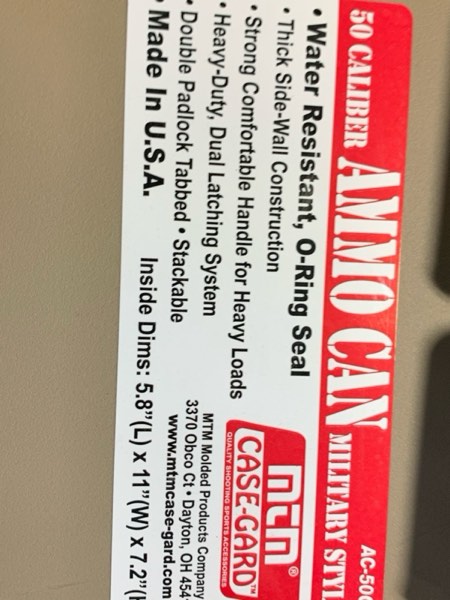 50 CALIBER AMMO CAN MILITARY
AC-50
• Water Resistant, O-Ring Seal
• Thick Side-Wall Construction
• Strong Comfortable Handle for Heavy Loads
• Heavy-Duty, Dual Latching System
• Double Padlock Tabbed • Stackable
• Made In U.S.A.
Inside Dims: 5.8"(L) x 11"(W) x 7.2"
mtm®
CASE-GARD™
QUALITY SHOOTING SPORTS ACCESSORIES
MTM Molded Products Company
3370 Obco Ct • Dayton, OH 454
www.mtmcase-gard.com